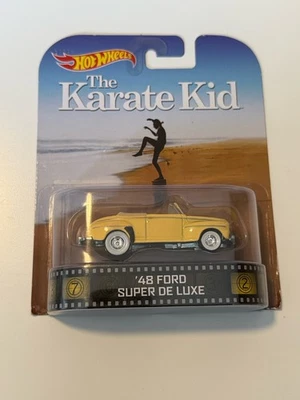 HOT WHEELS
The
Karate Kid
'48 FORD
SUPER DE LUXE
7
2